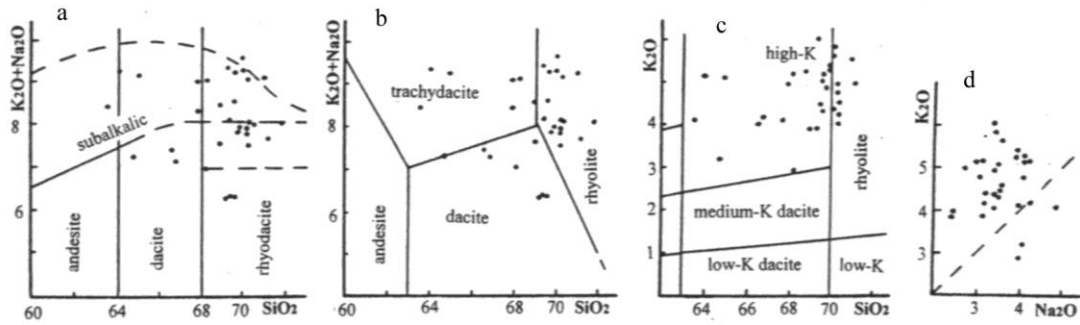 a
K2O+Na2O
8
6
subalkalic
andesite
dacite
rhyodacite
60
64
68
70
SiO2
b
K2O+Na2O
8
6
trachydacite
andesite
dacite
rhyolite
60
64
68
70
SiO2
c
K2O
4
3
2
1
high-K
rhyolite
medium-K dacite
low-K dacite
low-K
64
66
68
70
SiO2
d
K2O
5
4
3
3
4
Na2O